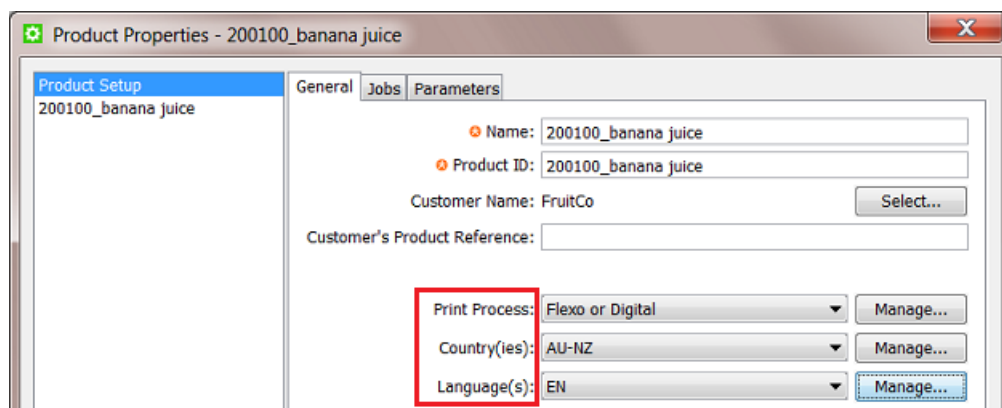 Product Properties - 200100_banana juice
X
Product Setup
200100_banana juice
General Jobs Parameters
Name: 200100_banana juice
Product ID: 200100_banana juice
Customer Name: FruitCo Select...
Customer's Product Reference:
Print Process: Flexo or Digital Manage...
Country(ies): AU-NZ Manage...
Language(s): EN Manage...